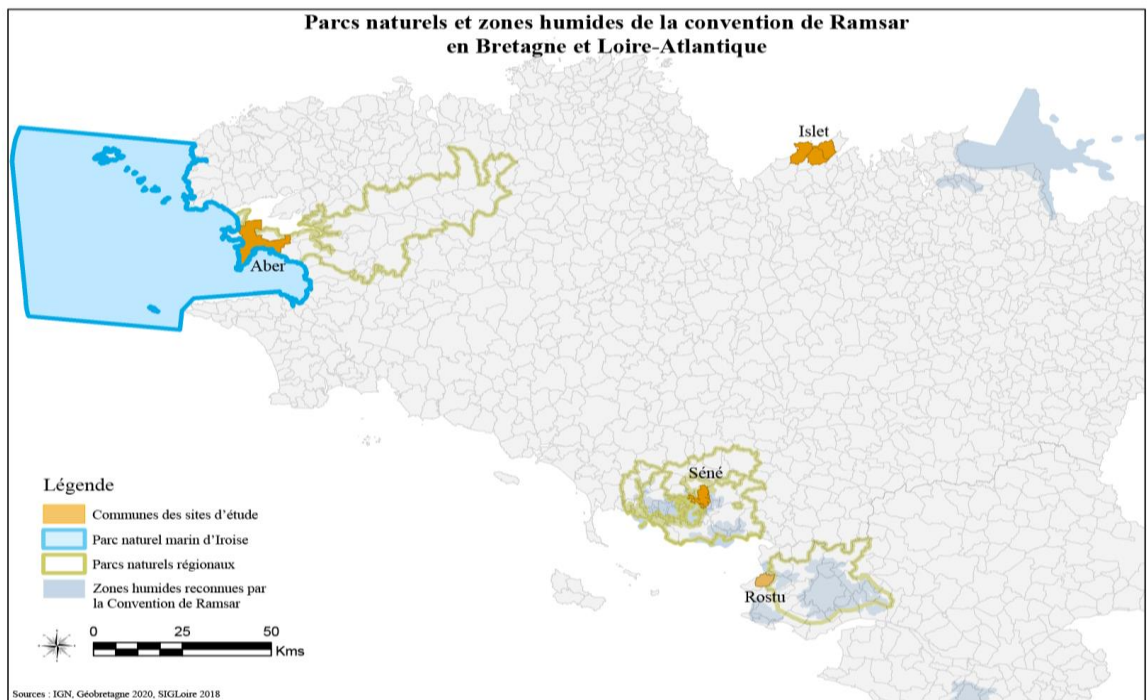 Parcs naturels et zones humides de la convention de Ramsar
en Bretagne et Loire-Atlantique
Islet
Aber
Séné
Rostu
Légende
Communes des sites d'étude
Parc naturel marin d'Iroise
Parcs naturels régionaux
Zones humides reconnues par
la Convention de Ramsar
0 25 50
Kms
Sources : IGN, Géobretagne 2020, SIGLoire 2018